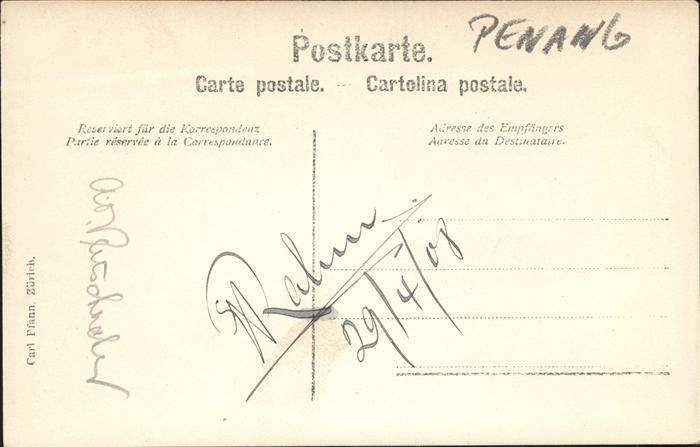 PENANG
Postkarte.
Carte postale. — Cartolina postale.
Reserviert für die Korrespondenz
Partie réservée à la Correspondance.
Adresse des Empfängers
Adresse du Destinataire.
29/4/08
Carl Pfann, Zürich.